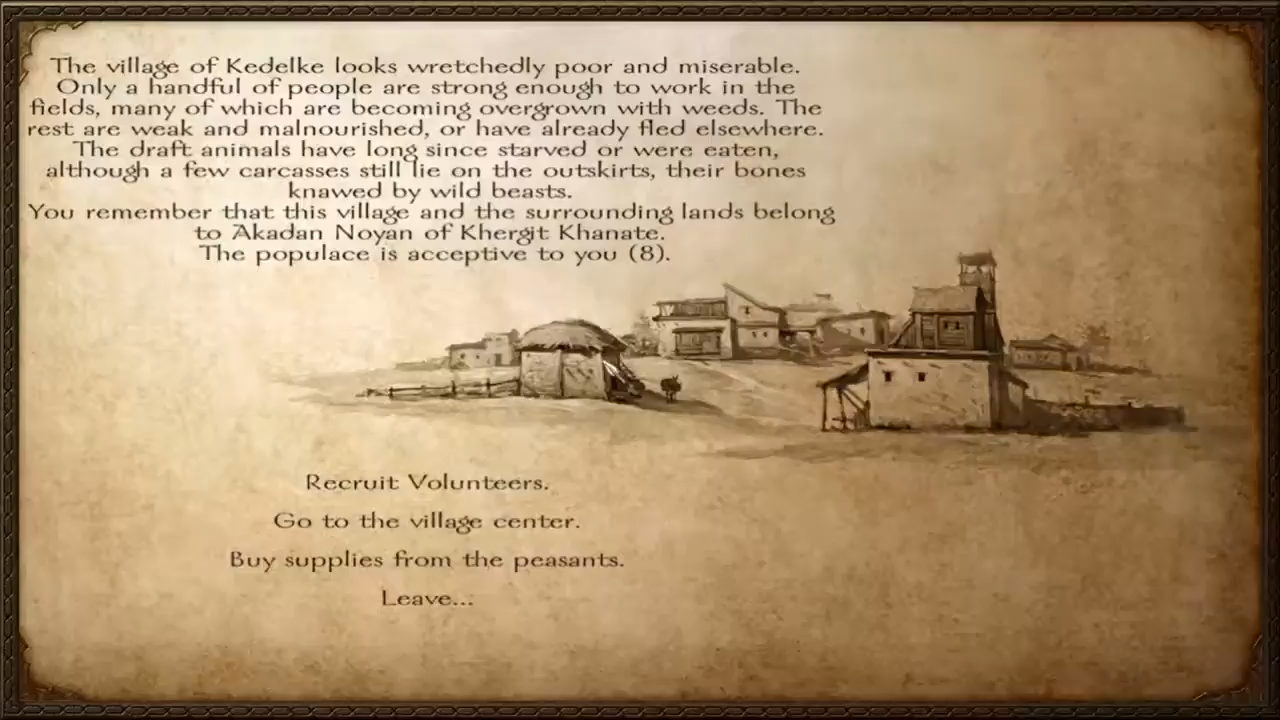 The village of Kedelke looks wretchedly poor and miserable.
Only a handful of people are strong enough to work in the
fields, many of which are becoming overgrown with weeds. The
rest are weak and malnourished, or have already fled elsewhere.
The draft animals have long since starved or were eaten,
although a few carcasses still lie on the outskirts, their bones
knawed by wild beasts.
You remember that this village and the surrounding lands belong
to Akadan Noyan of Khergit Khanate.
The populace is acceptive to you (8).
Recruit Volunteers.
Go to the village center.
Buy supplies from the peasants.
Leave...